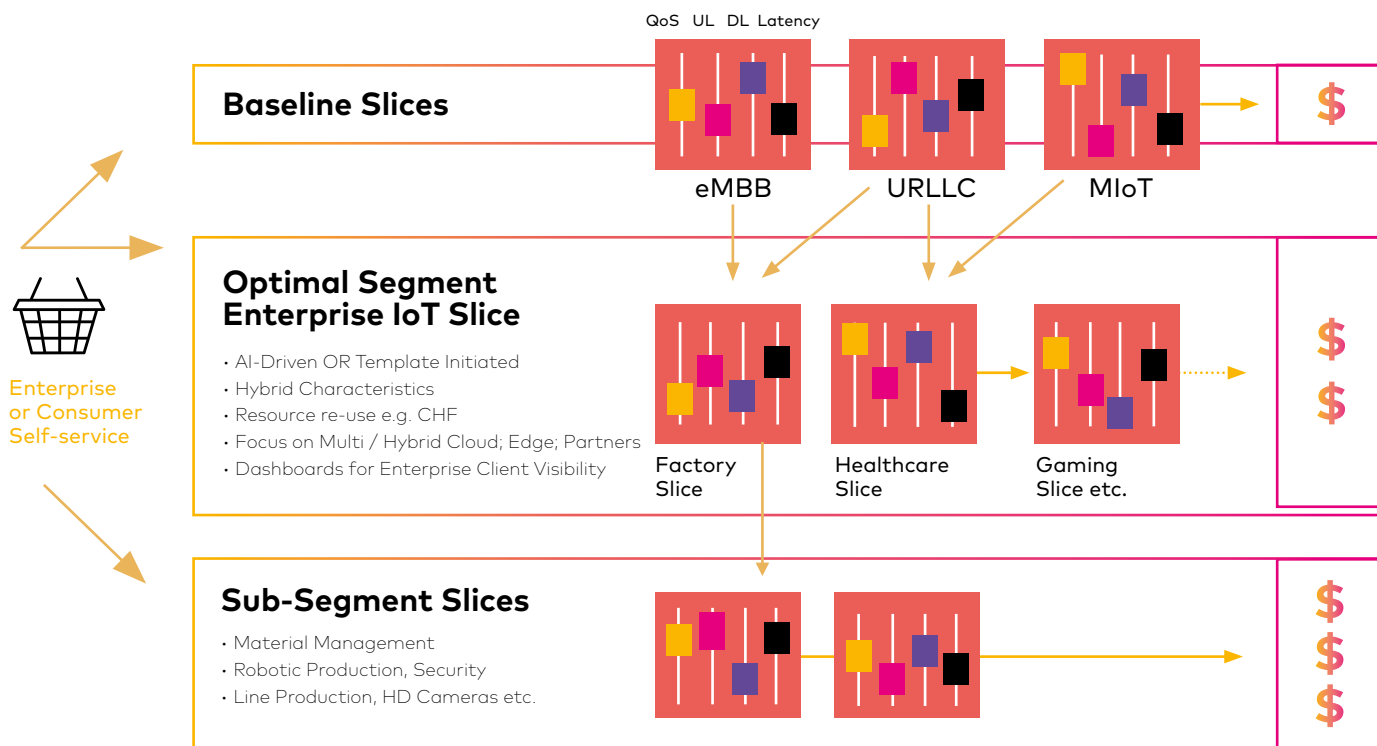 QoS UL DL Latency
Baseline Slices
$
eMBB
URLLC
MIoT
Enterprise
or Consumer
Self-service
Optimal Segment
Enterprise IoT Slice
· AI-Driven OR Template Initiated
· Hybrid Characteristics
· Resource re-use e.g. CHF
· Focus on Multi / Hybrid Cloud; Edge; Partners
· Dashboards for Enterprise Client Visibility
Factory
Slice
Healthcare
Slice
Gaming
Slice etc.
$
$
Sub-Segment Slices
· Material Management
· Robotic Production, Security
· Line Production, HD Cameras etc.
$
$
$